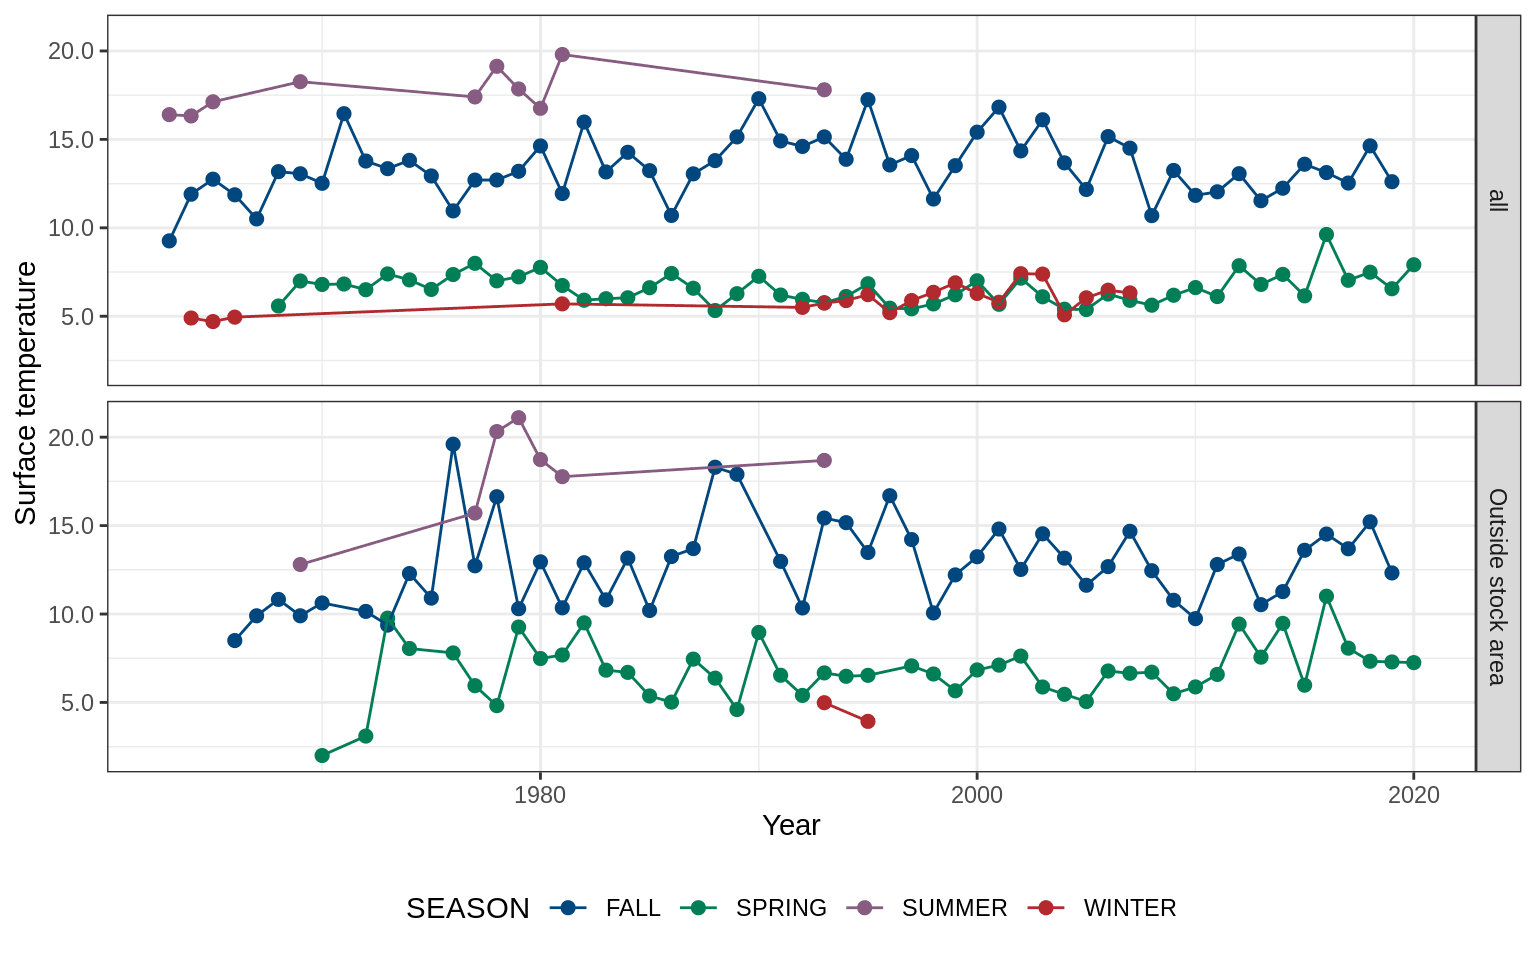 20.0
15.0
10.0
5.0
all
Surface temperature
20.0
15.0
10.0
5.0
Outside stock area
1980 2000 2020
Year
SEASON FALL SPRING SUMMER WINTER